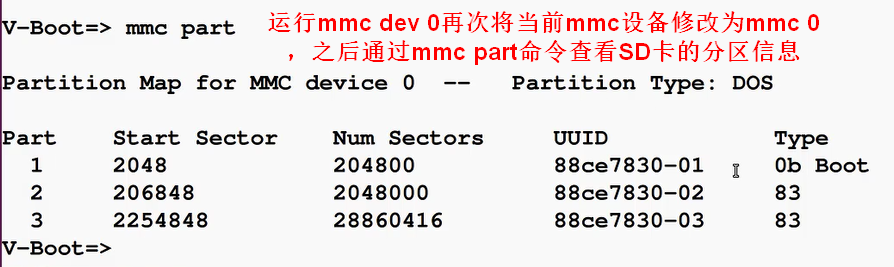 V-Boot=> mmc part
运行mmc dev 0再次将当前mmc设备修改为mmc 0
，之后通过mmc part命令查看SD卡的分区信息
Partition Map for MMC device 0 -- Partition Type: DOS
Part Start Sector Num Sectors UUID Type
1 2048 204800 88ce7830-01 0b Boot
2 206848 2048000 88ce7830-02 83
3 2254848 28860416 88ce7830-03 83
V-Boot=>